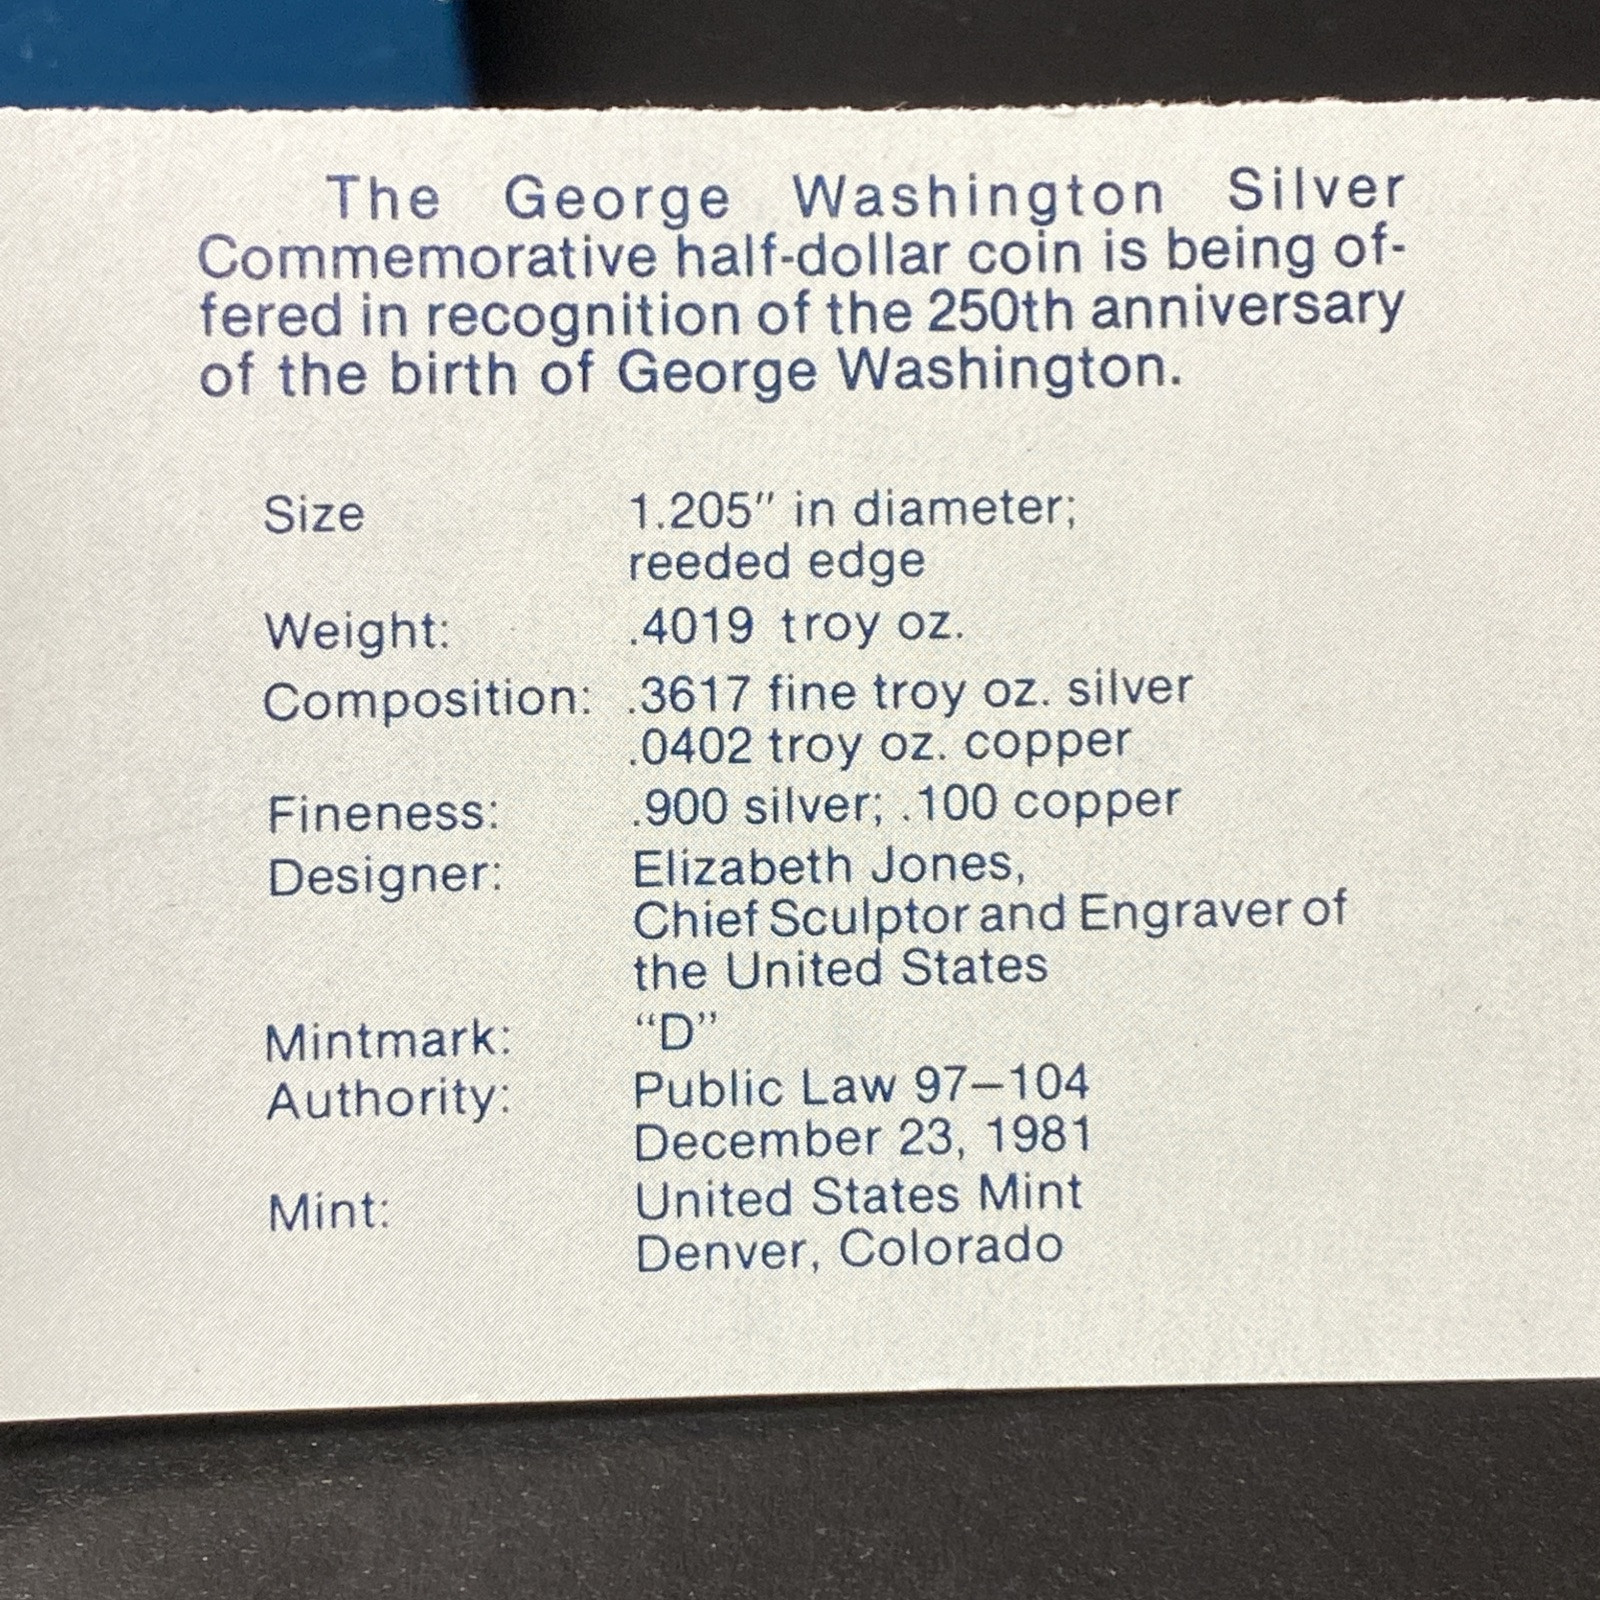 The George Washington Silver
Commemorative half-dollar coin is being of-
fered in recognition of the 250th anniversary
of the birth of George Washington.
Size 1.205" in diameter;
reeded edge
Weight: .4019 troy oz.
Composition: .3617 fine troy oz. silver
.0402 troy oz. copper
Fineness: .900 silver; .100 copper
Designer: Elizabeth Jones,
Chief Sculptor and Engraver of
the United States
Mintmark: “D”
Authority: Public Law 97–104
December 23, 1981
Mint: United States Mint
Denver, Colorado